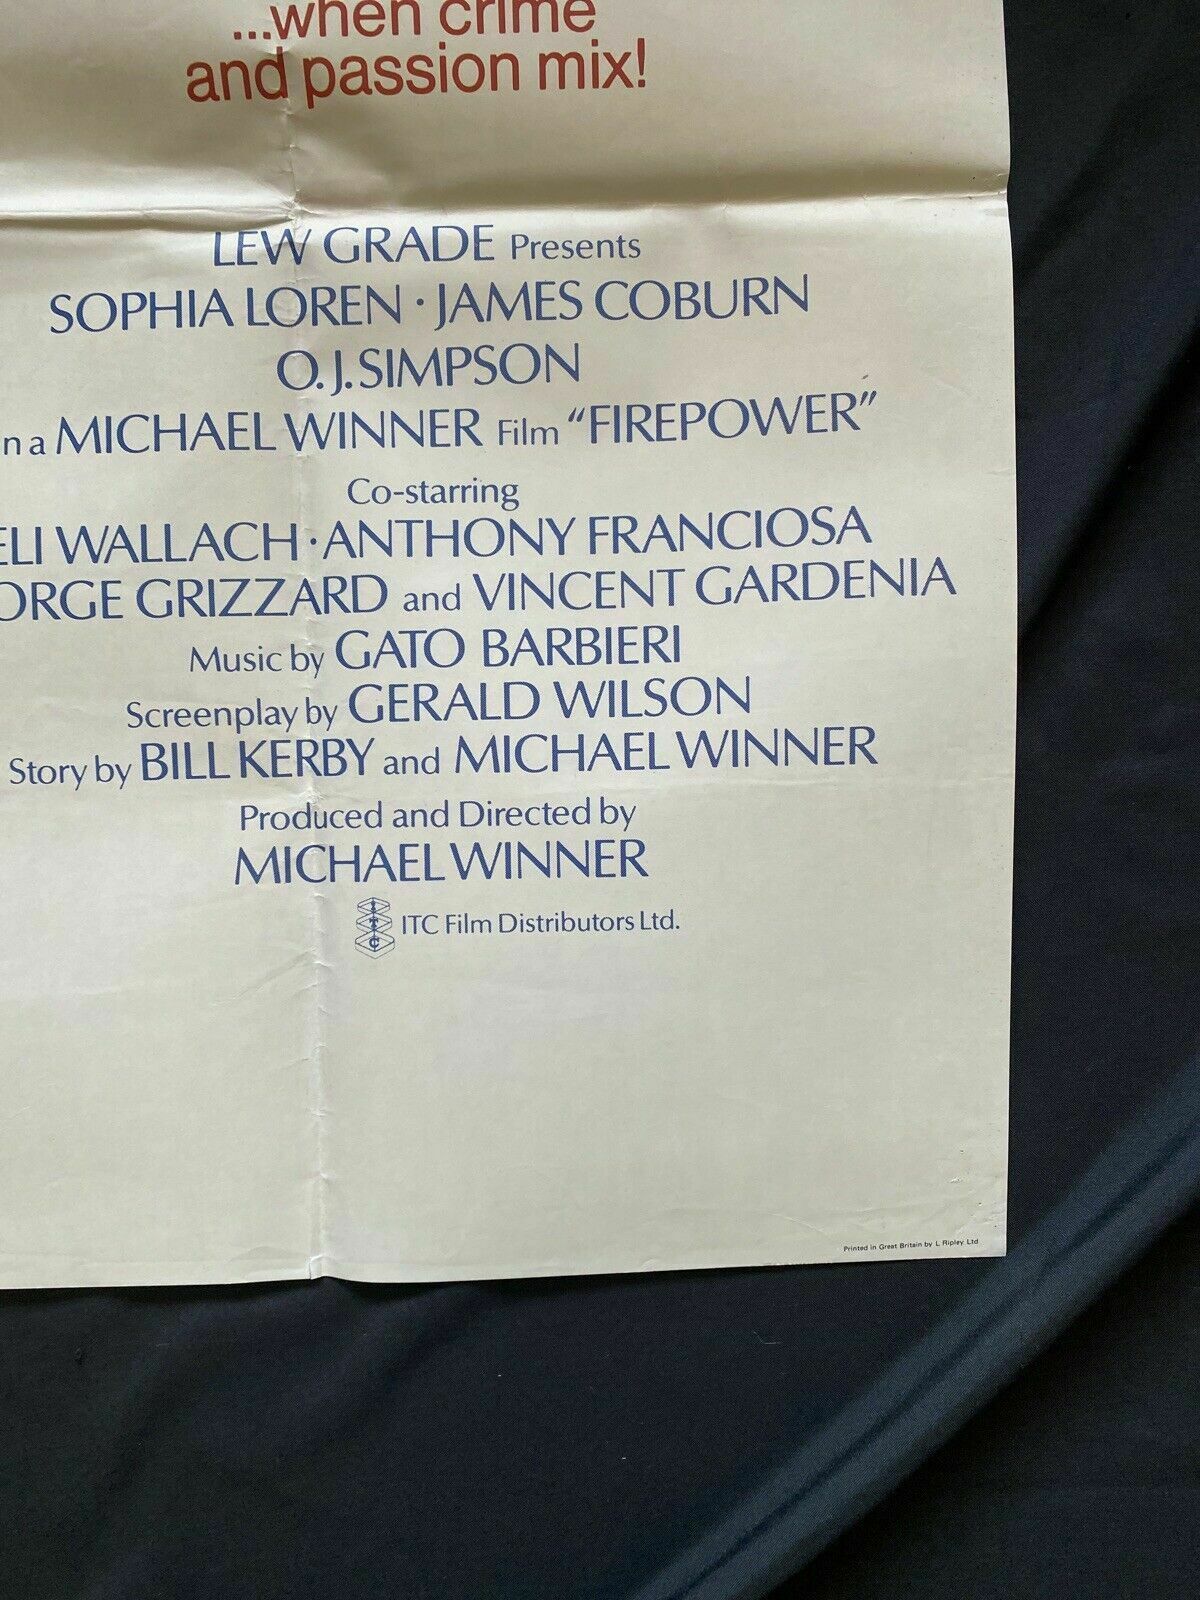 ...when crime
and passion mix!
LEW GRADE Presents
SOPHIA LOREN · JAMES COBURN
O.J. SIMPSON
n a MICHAEL WINNER Film “FIREPOWER”
Co-starring
ELI WALLACH · ANTHONY FRANCIOSA
ORGE GRIZZARD and VINCENT GARDENIA
Music by GATO BARBIERI
Screenplay by GERALD WILSON
Story by BILL KERBY and MICHAEL WINNER
Produced and Directed by
MICHAEL WINNER
ITC ITC Film Distributors Ltd.
Printed in Great Britain by L. Ripley Ltd